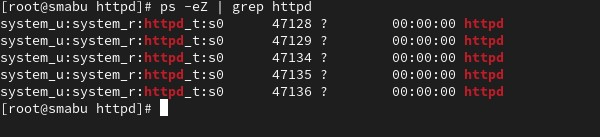 [root@smabu httpd]# ps -eZ | grep httpd
system_u:system_r:httpd_t:s0      47128 ?        00:00:00 httpd
system_u:system_r:httpd_t:s0      47129 ?        00:00:00 httpd
system_u:system_r:httpd_t:s0      47134 ?        00:00:00 httpd
system_u:system_r:httpd_t:s0      47135 ?        00:00:00 httpd
system_u:system_r:httpd_t:s0      47136 ?        00:00:00 httpd
[root@smabu httpd]#